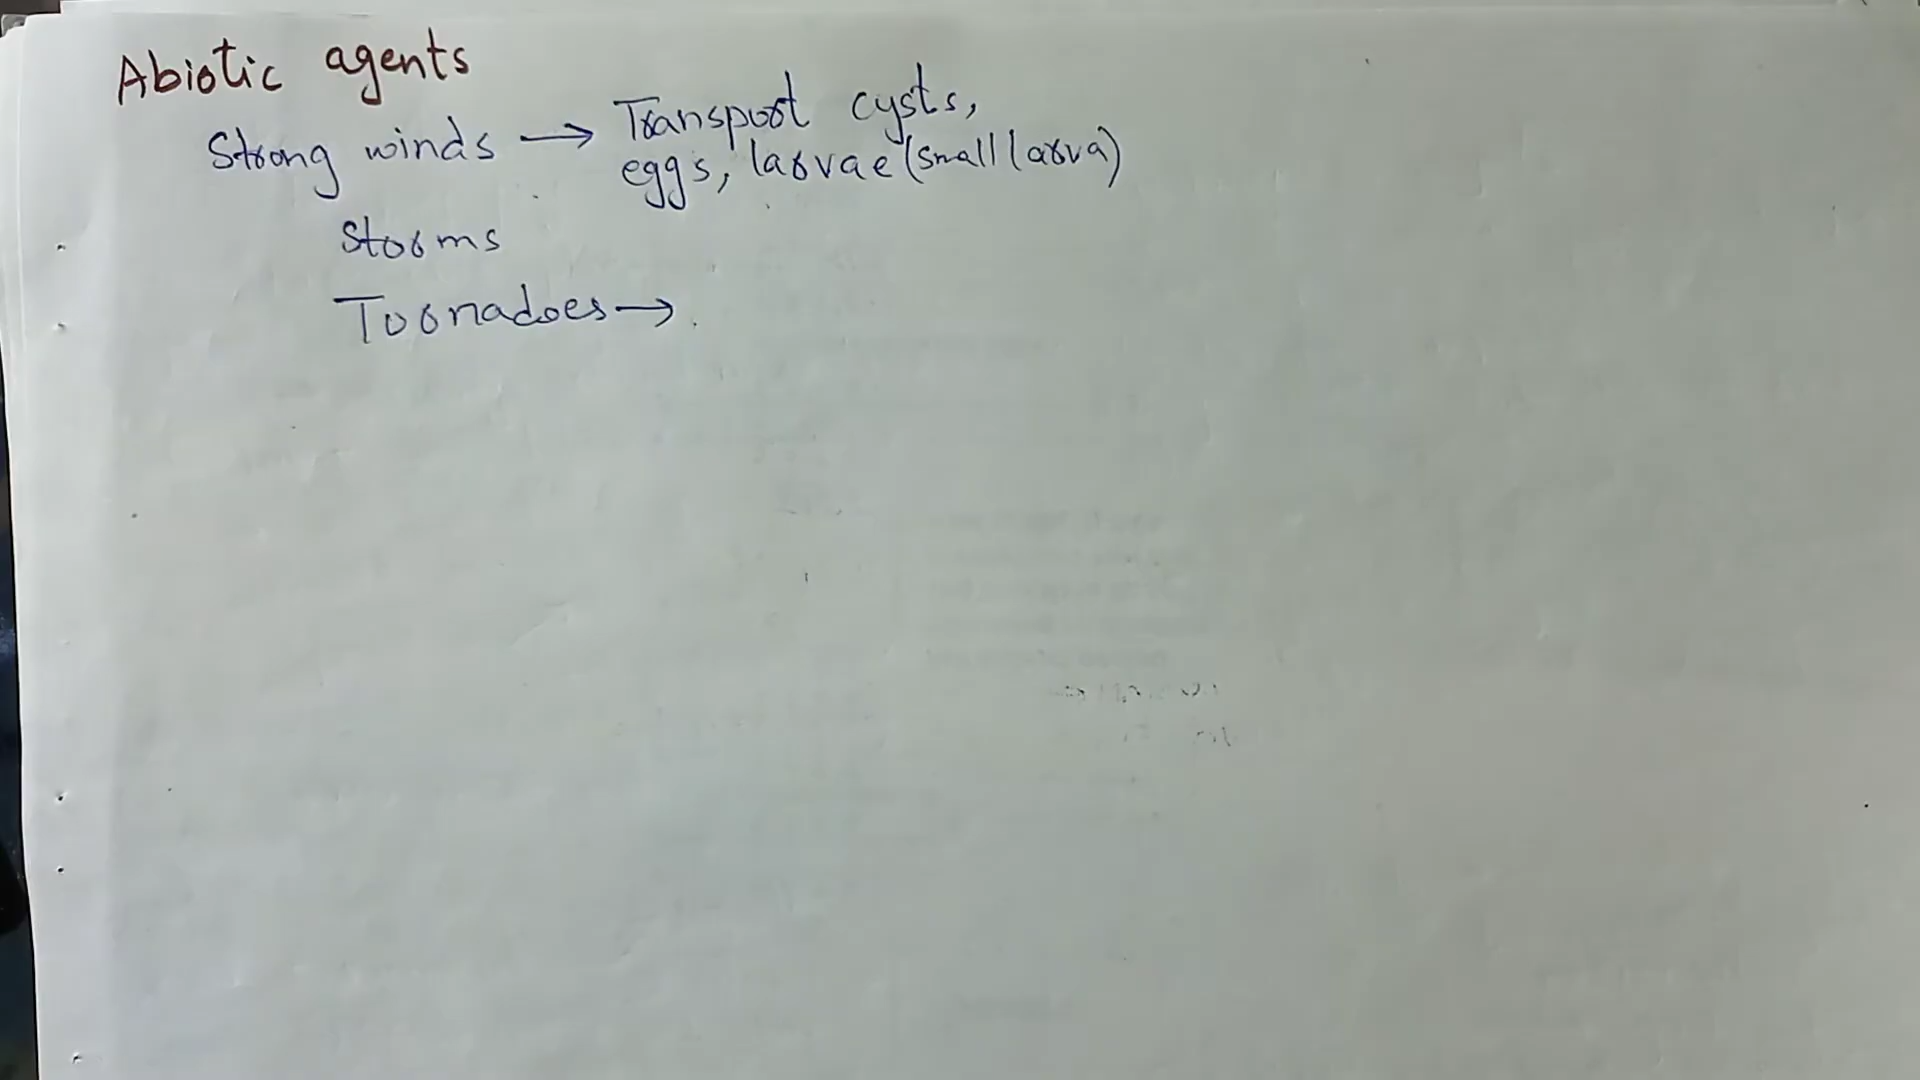 Abiotic agents
Strong winds → Transport cysts,
eggs, larvae (small larva)
Storms
Tornadoes →